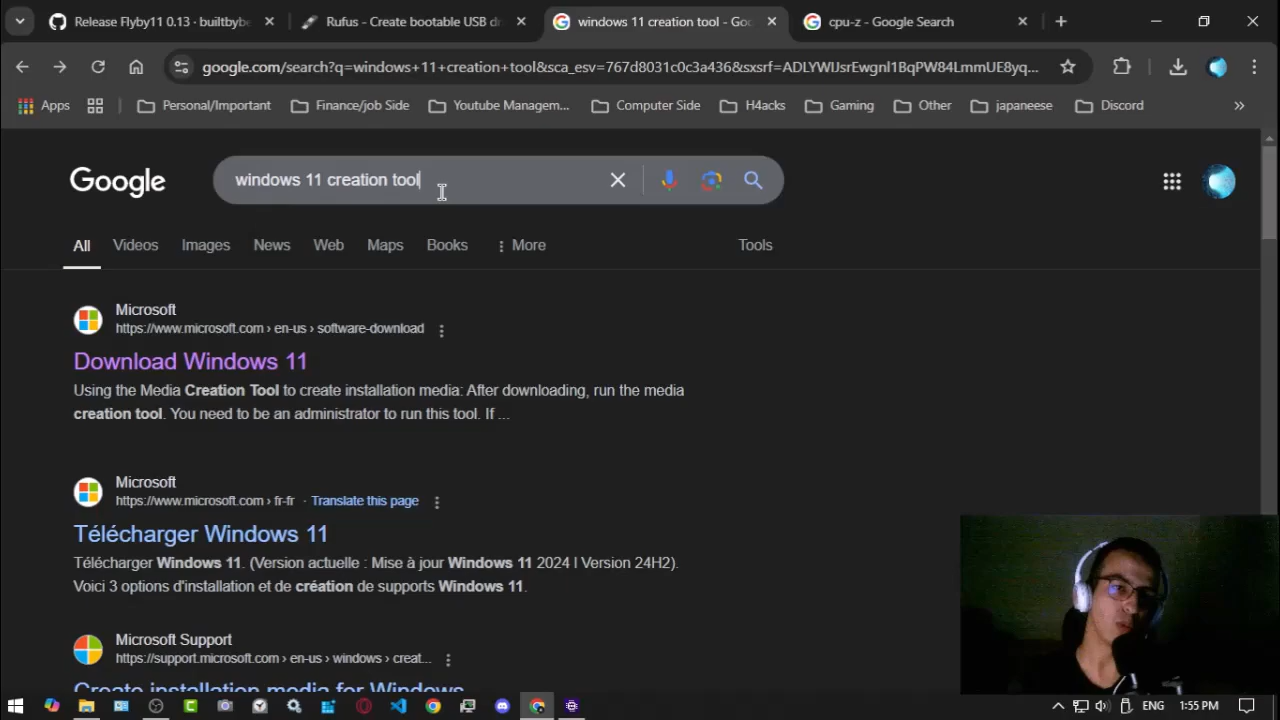 Release Flyby11 0.13 · builtbybe
Rufus - Create bootable USB dr
windows 11 creation tool - Goo
cpu-z - Google Search
google.com/search?q=windows+11+creation+tool&sca_esv=767d8031c0c3a436&sxsrf=ADLYWIJsrEwgnl1BqPW84LmmUE8yq...
Apps
Personal/Important
Finance/job Side
Youtube Managem...
Computer Side
H4acks
Gaming
Other
japaneese
Discord
Google
windows 11 creation tool
All
Videos
Images
News
Web
Maps
Books
More
Tools
Microsoft
https://www.microsoft.com › en-us › software-download
Download Windows 11
Using the Media Creation Tool to create installation media: After downloading, run the media
creation tool. You need to be an administrator to run this tool. If ...
Microsoft
https://www.microsoft.com › fr-fr · Translate this page
Télécharger Windows 11
Télécharger Windows 11. (Version actuelle : Mise à jour Windows 11 2024 l Version 24H2).
Voici 3 options d'installation et de création de supports Windows 11.
Microsoft Support
https://support.microsoft.com › en-us › windows › creat...
Create installation media for Windows
ENG
1:55 PM